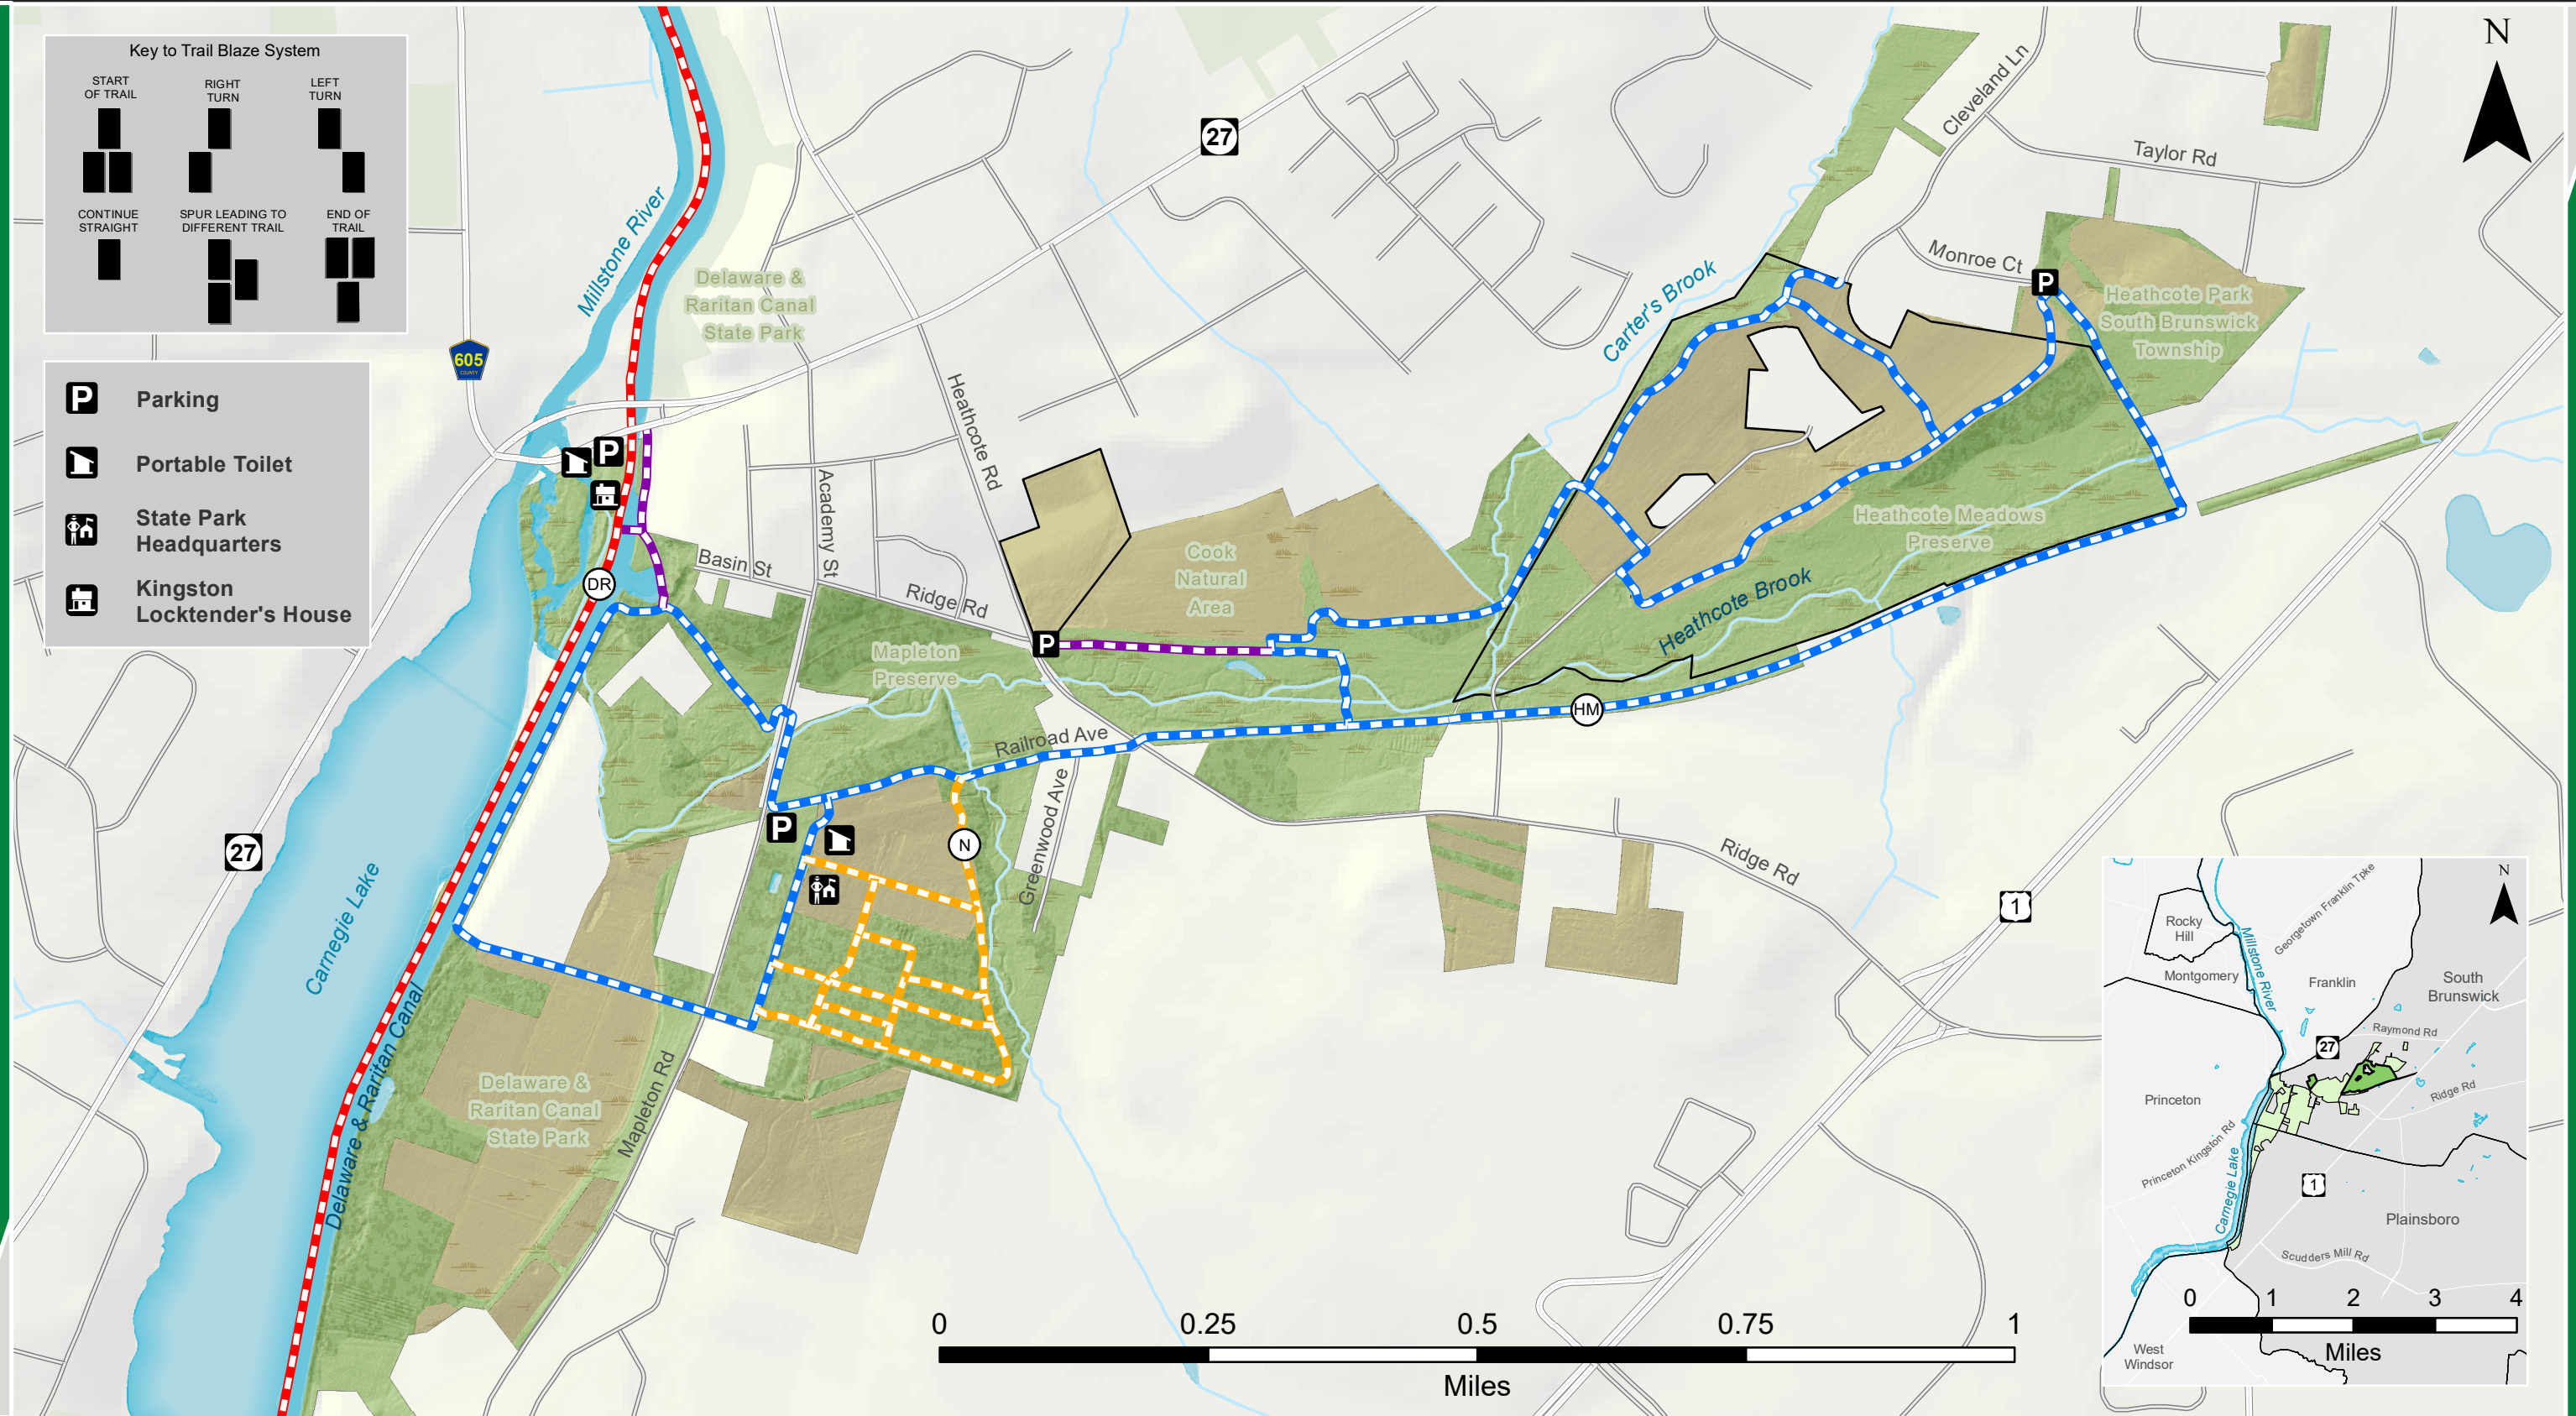 Key to Trail Blaze System
START
OF TRAIL
RIGHT
TURN
LEFT
TURN
CONTINUE
STRAIGHT
SPUR LEADING TO
DIFFERENT TRAIL
END OF
TRAIL
P
Parking
Portable Toilet
State Park
Headquarters
Kingston
Locktender's House
605
COUNTY
Millstone River
Delaware &
Raritan Canal
State Park
27
Heathcote Rd
Academy St
Basin St
Ridge Rd
P
DR
Mapleton
Preserve
P
Cook
Natural
Area
Carter's Brook
Cleveland Ln
Taylor Rd
Monroe Ct
P
Heathcote Park
South Brunswick
Township
Heathcote Meadows
Preserve
Heathcote Brook
HM
N
Railroad Ave
Greenwood Ave
P
N
27
Carnegie Lake
Delaware & Raritan Canal
Delaware &
Raritan Canal
State Park
Mapleton Rd
Ridge Rd
1
0
0.25
0.5
0.75
1
Miles
N
Rocky
Hill
Montgomery
Millstone River
Georgetown Franklin Tpke
Franklin
South
Brunswick
Raymond Rd
27
Ridge Rd
Princeton
Princeton Kingston Rd
Carnegie Lake
1
Plainsboro
Scudders Mill Rd
0
1
2
3
4
Miles
West
Windsor